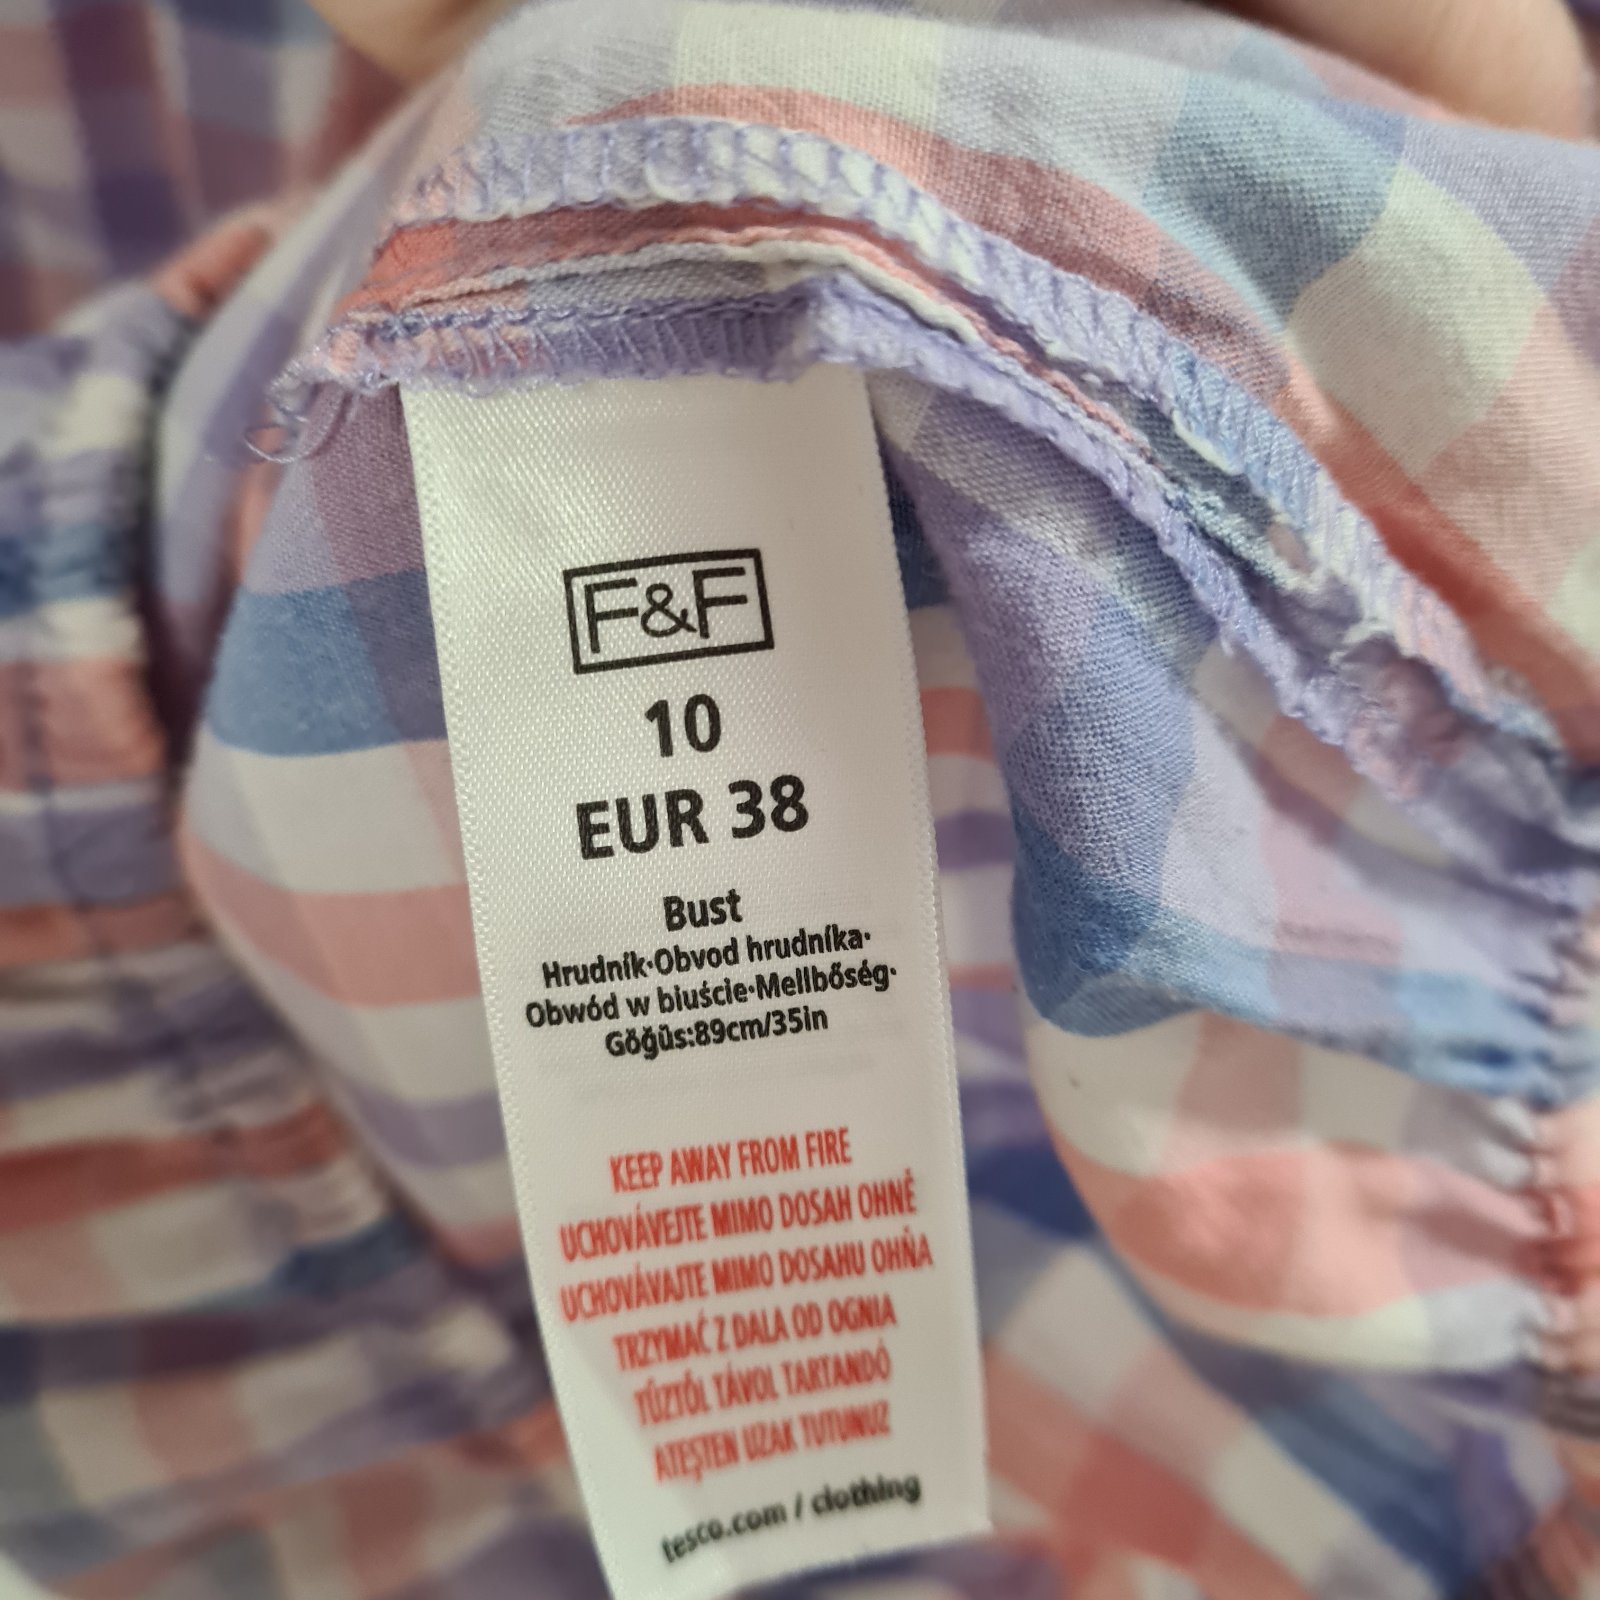 F&F
10
EUR 38
Bust
Hrudník·Obvod hrudníka·
Obwód w biuście·Mellbőség·
Göğüs:89cm/35in
KEEP AWAY FROM FIRE
UCHOVÁVEJTE MIMO DOSAH OHNĚ
UCHOVÁVAJTE MIMO DOSAHU OHŇA
TRZYMAĆ Z DALA OD OGNIA
TŰZTŐL TÁVOL TARTANDÓ
ATEŞTEN UZAK TUTUNUZ
tesco.com / clothing